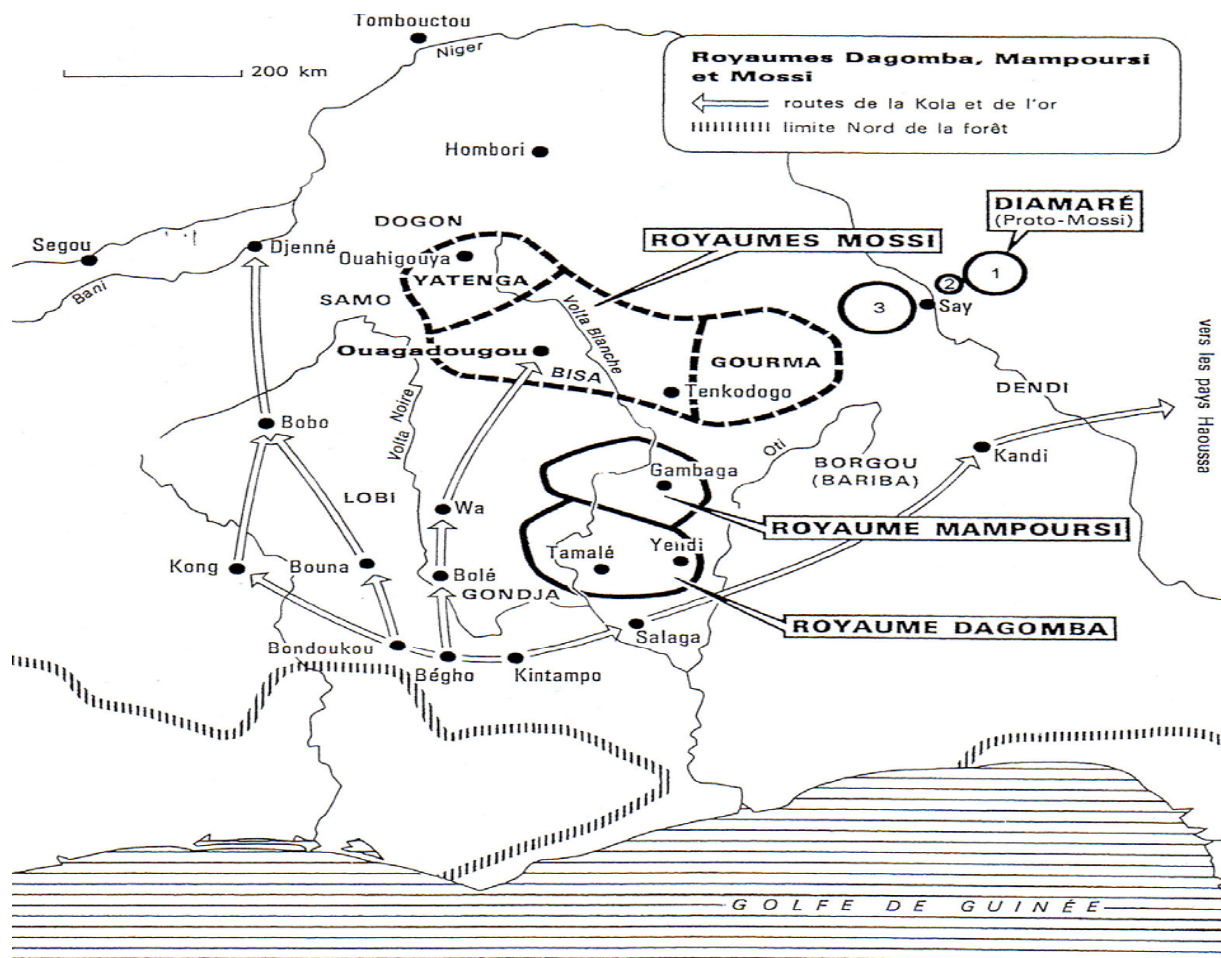 Tombouctou
Niger
200 km
Royaumes Dagomba, Mampoursi
et Mossi
routes de la Kola et de l'or
limite Nord de la forêt
Hombori
DIAMARÉ
(Proto-Mossi)
DOGON
Segou
Djenné
Ouahigouya
ROYAUMES MOSSI
1
2
YATENGA
Bani
SAMO
3
Say
Volta Blanche
vers les pays Haoussa
Ouagadougou
GOURMA
BISA
Tenkodogo
DENDI
Volta Noire
Bobo
Oti
Kandi
Gambaga
BORGOU
(BARIBA)
LOBI
Wa
ROYAUME MAMPOURSI
Kong
Bouna
Tamalé
Yendi
Bolé
GONDJA
ROYAUME DAGOMBA
Salaga
Bondoukou
Bégho
Kintampo
GOLFE DE GUINÉE